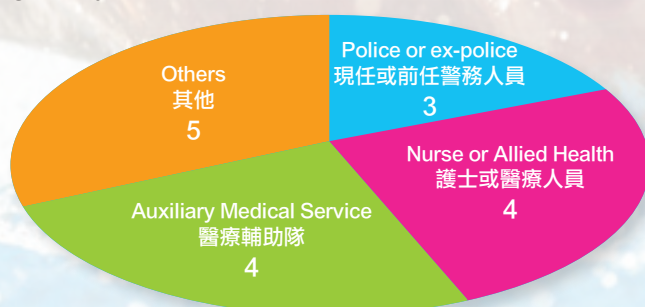 Police or ex-police
現任或前任警務人員
3
Nurse or Allied Health
護士或醫療人員
4
Auxiliary Medical Service
醫療輔助隊
4
Others
其他
5